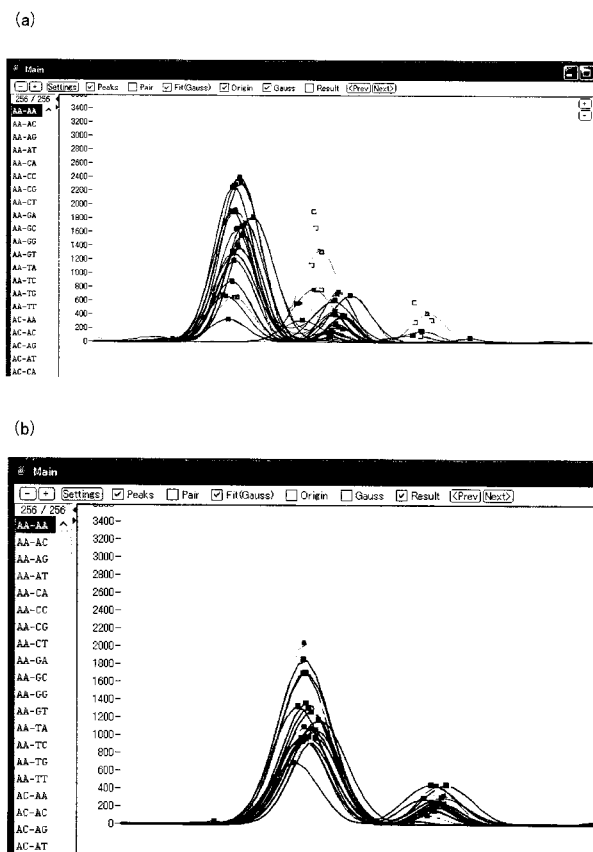 (a)
Main
− + Settings Peaks Pair Fit(Gauss) Origin Gauss Result <Prev Next>
256 / 256
AA-AA
AA-AC
AA-AG
AA-AT
AA-CA
AA-CC
AA-CG
AA-CT
AA-GA
AA-GC
AA-GG
AA-GT
AA-TA
AA-TC
AA-TG
AA-TT
AC-AA
AC-AC
AC-AG
AC-AT
AC-CA
3400-
3200-
3000-
2800-
2600-
2400-
2200-
2000-
1800-
1600-
1400-
1200-
1000-
800-
600-
400-
200-
0-
+
−
(b)
Main
− + Settings Peaks Pair Fit(Gauss) Origin Gauss Result <Prev Next>
256 / 256
AA-AA
AA-AC
AA-AG
AA-AT
AA-CA
AA-CC
AA-CG
AA-CT
AA-GA
AA-GC
AA-GG
AA-GT
AA-TA
AA-TC
AA-TG
AA-TT
AC-AA
AC-AC
AC-AG
AC-AT
3400-
3200-
3000-
2800-
2600-
2400-
2200-
2000-
1800-
1600-
1400-
1200-
1000-
800-
600-
400-
200-
0-